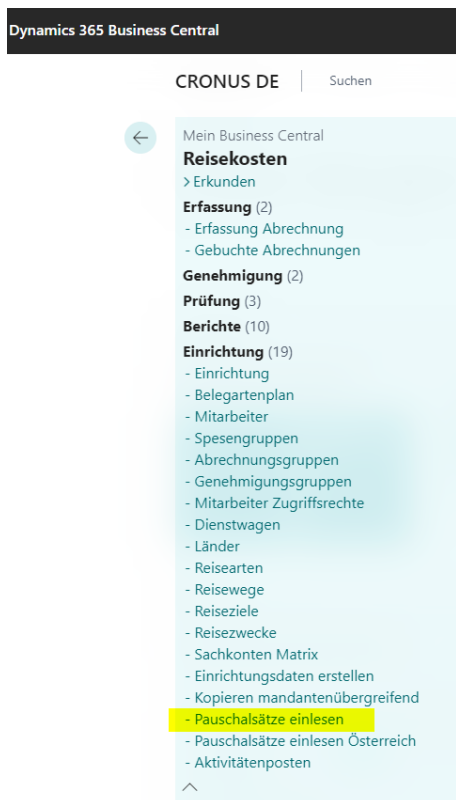 Dynamics 365 Business Central
CRONUS DE | Suchen
Mein Business Central
Reisekosten
> Erkunden
Erfassung (2)
- Erfassung Abrechnung
- Gebuchte Abrechnungen
Genehmigung (2)
Prüfung (3)
Berichte (10)
Einrichtung (19)
- Einrichtung
- Belegartenplan
- Mitarbeiter
- Spesengruppen
- Abrechnungsgruppen
- Genehmigungsgruppen
- Mitarbeiter Zugriffsrechte
- Dienstwagen
- Länder
- Reisearten
- Reisewege
- Reiseziele
- Reisezwecke
- Sachkonten Matrix
- Einrichtungsdaten erstellen
- Kopieren mandantenübergreifend
- Pauschalsätze einlesen
- Pauschalsätze einlesen Österreich
- Aktivitätenposten